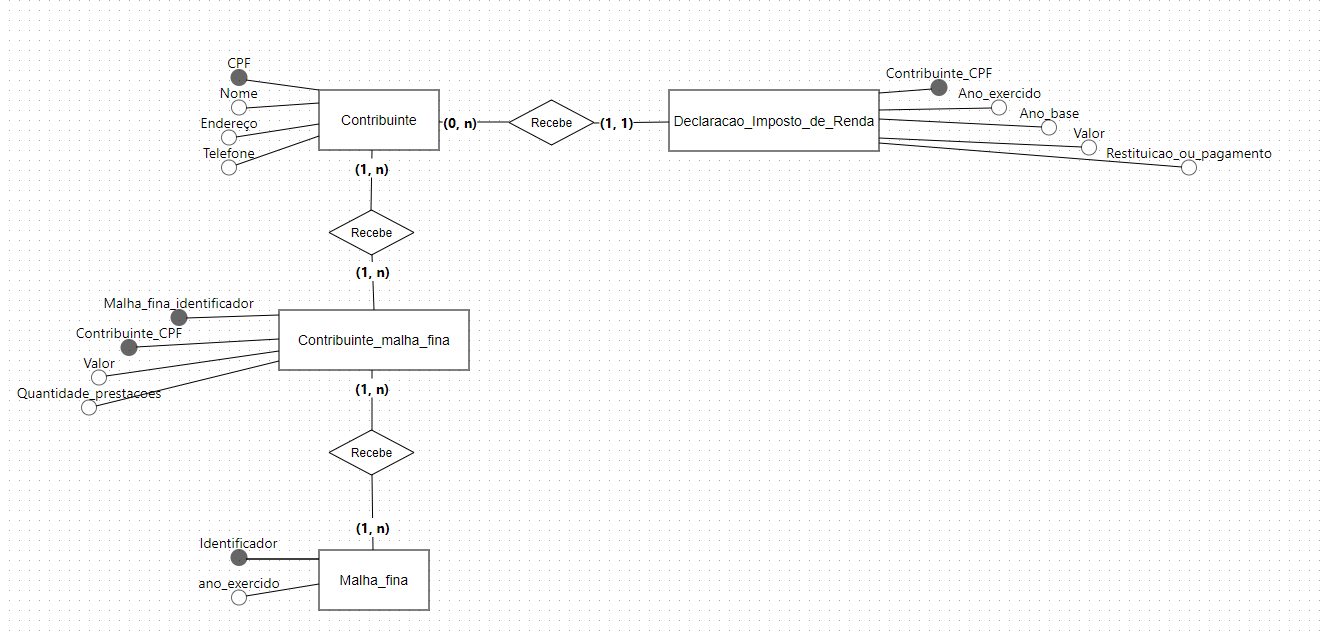 CPF
Nome
Endereço
Telefone
Contribuinte
(0, n)
Recebe
(1, 1)
Declaracao_Imposto_de_Renda
Contribuinte_CPF
Ano_exercido
Ano_base
Valor
Restituicao_ou_pagamento
(1, n)
Recebe
(1, n)
Malha_fina_identificador
Contribuinte_CPF
Valor
Quantidade_prestacoes
Contribuinte_malha_fina
(1, n)
Recebe
(1, n)
Identificador
ano_exercido
Malha_fina